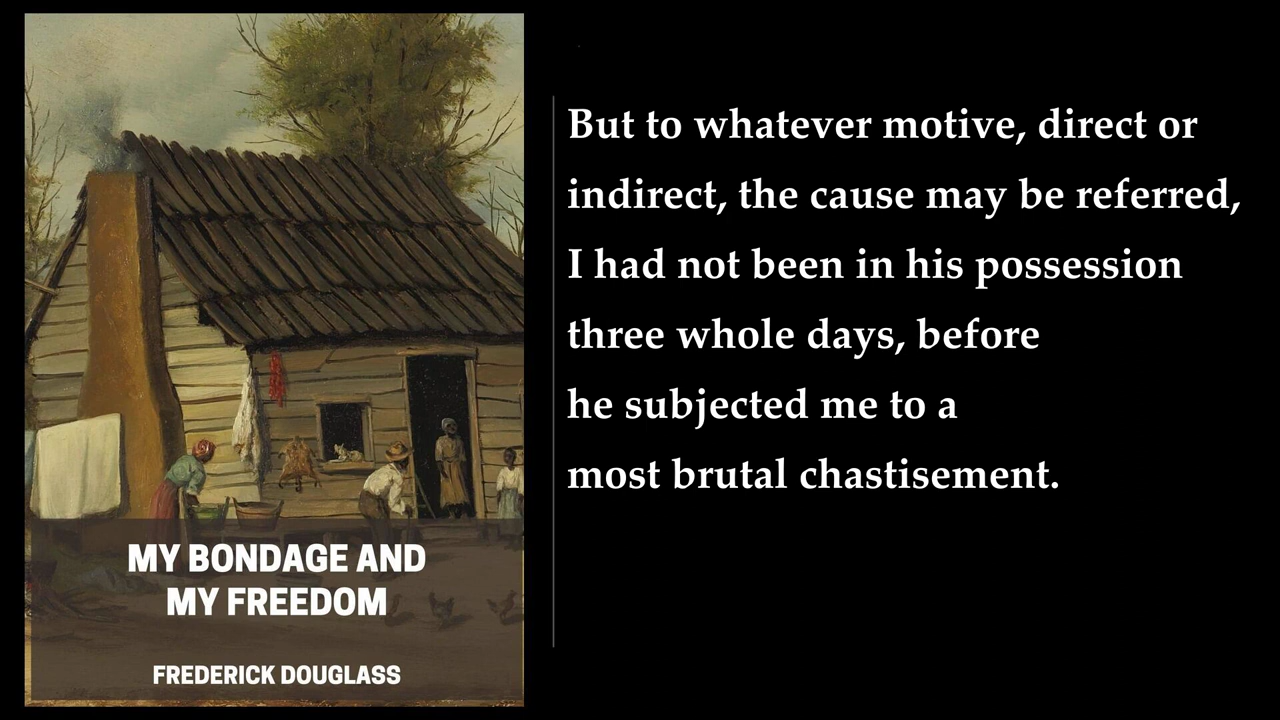 But to whatever motive, direct or
indirect, the cause may be referred,
I had not been in his possession
three whole days, before
he subjected me to a
most brutal chastisement.
MY BONDAGE AND
MY FREEDOM
FREDERICK DOUGLASS